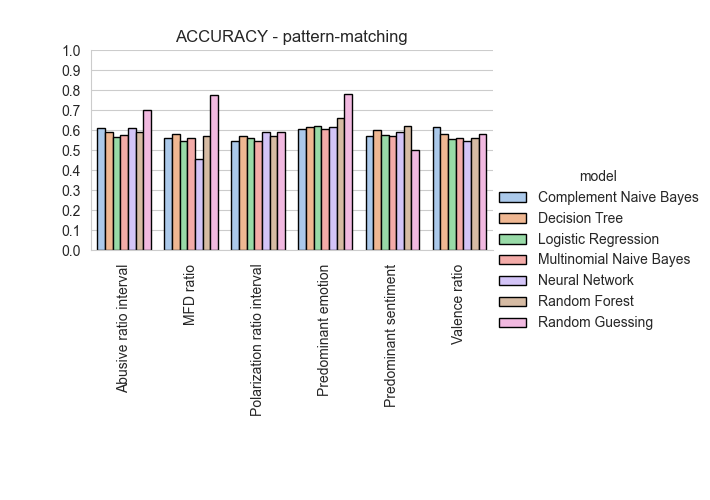 ACCURACY - pattern-matching
1.0
0.9
0.8
0.7
0.6
0.5
0.4
0.3
0.2
0.1
0.0
Abusive ratio interval
MFD ratio
Polarization ratio interval
Predominant emotion
Predominant sentiment
Valence ratio
model
Complement Naive Bayes
Decision Tree
Logistic Regression
Multinomial Naive Bayes
Neural Network
Random Forest
Random Guessing